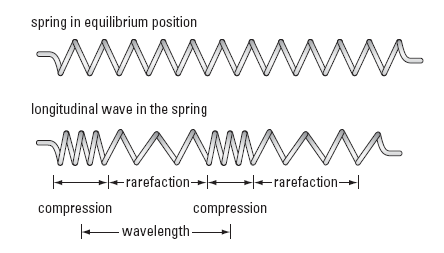 spring in equilibrium position
longitudinal wave in the spring
rarefaction
rarefaction
compression
compression
wavelength